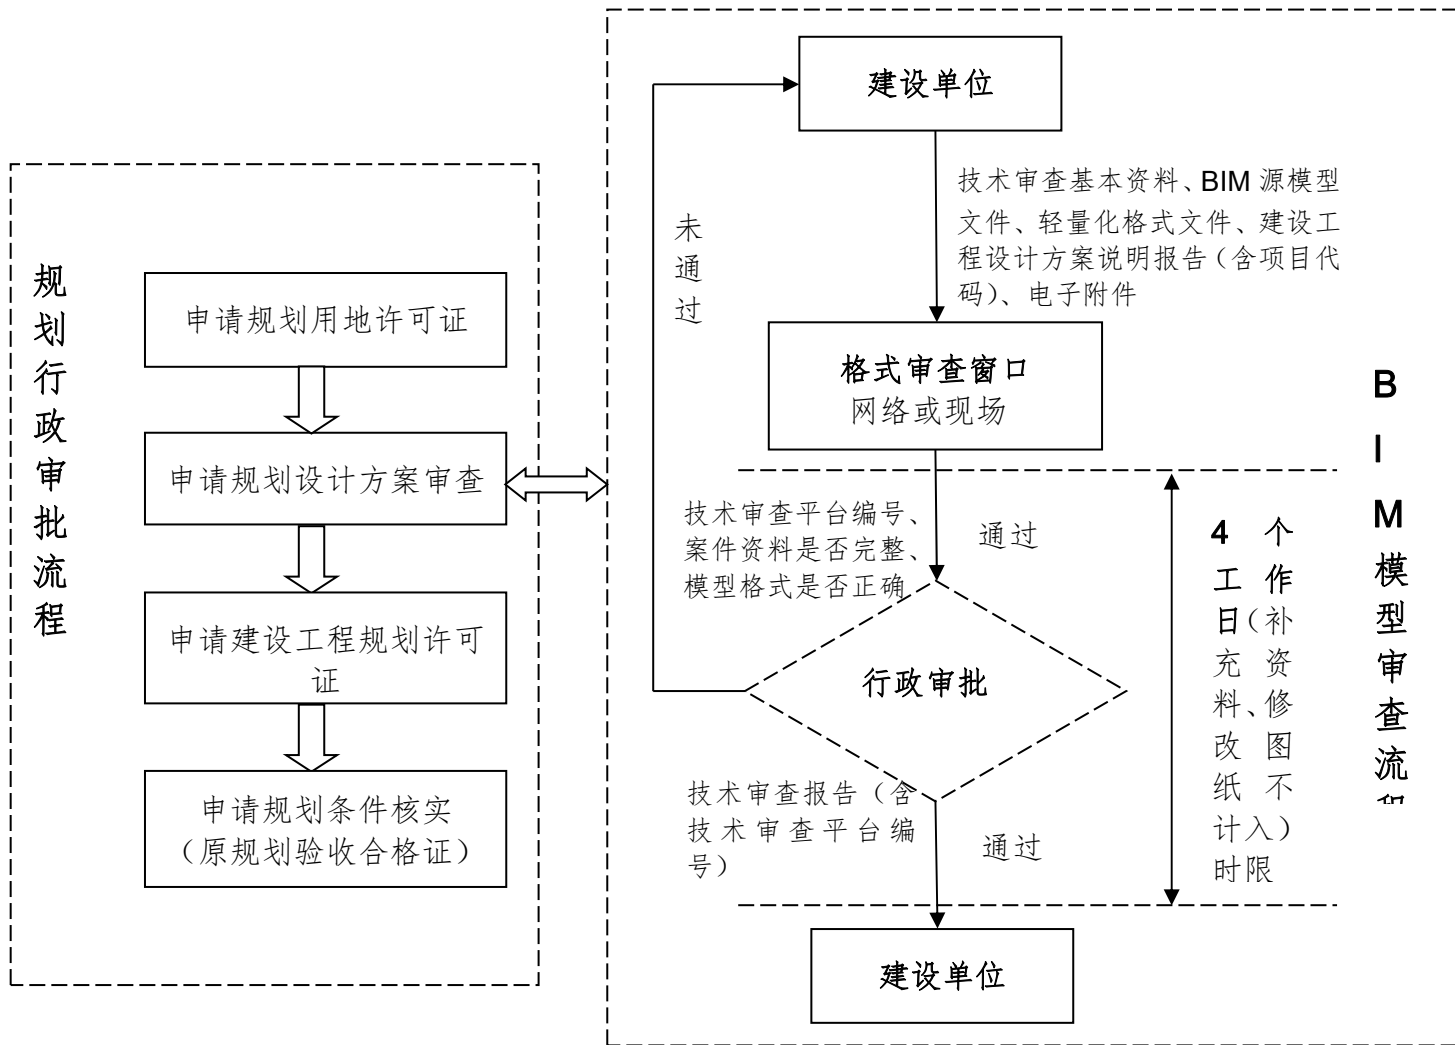 规划行政审批流程
申请规划用地许可证
申请规划设计方案审查
申请建设工程规划许可
证
申请规划条件核实
（原规划验收合格证）
建设单位
技术审查基本资料、BIM 源模型
文件、轻量化格式文件、建设工
程设计方案说明报告（含项目代
码）、电子附件
未通过
格式审查窗口
网络或现场
技术审查平台编号、
案件资料是否完整、
模型格式是否正确
通过
行政审批
技术审查报告（含
技术审查平台编
号）
通过
建设单位
4 个
工作
日（补
充资
料、修
改图
纸不
计入）
时限
BIM模型审查流